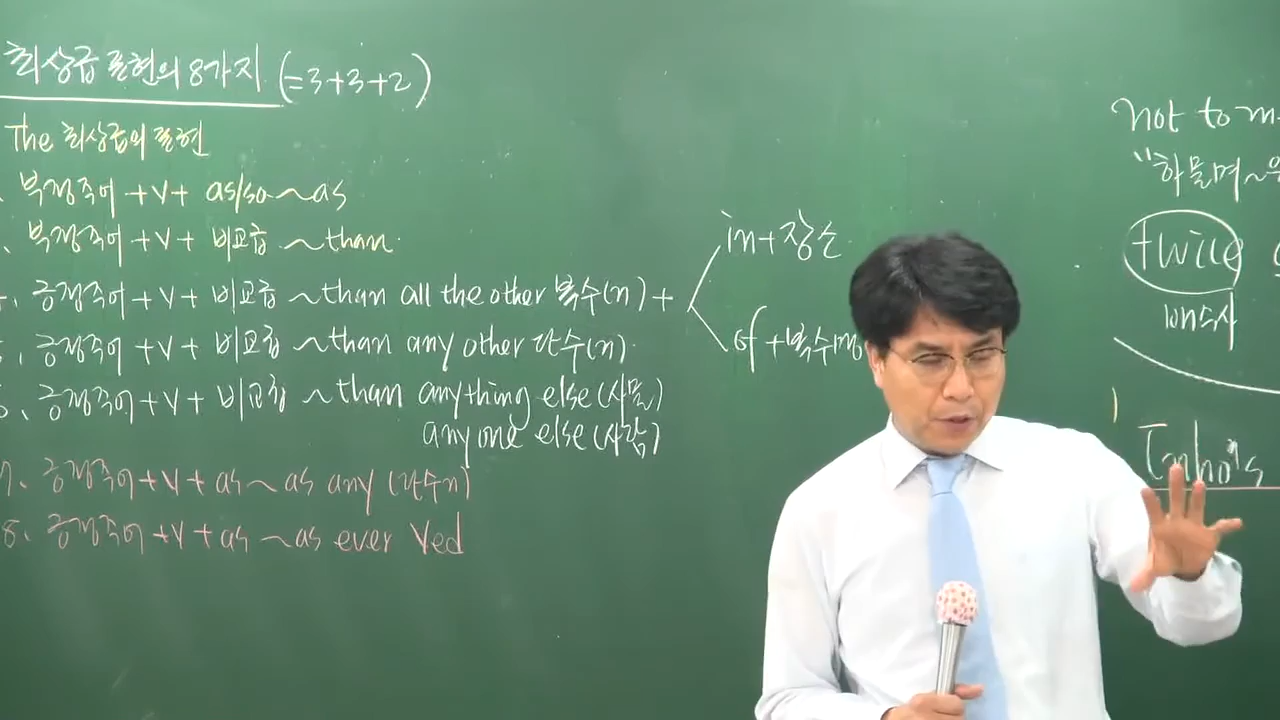 최상급 표현의 8가지 (=3+3+2)
The 최상급의 표현
. 부정주어 +V+ as/so ~ as
. 부정주어 +V+ 비교급 ~than.
. 긍정주어 +V+ 비교급 ~than all the other 복수(n) +
in+장소
of +복수m
. 긍정주어 +V+ 비교급 ~than any other 단수(n).
. 긍정주어 +V+ 비교급 ~than anything else (사물)
anyone else (사람)
7. 긍정주어 +V+ as ~ as any (단수n)
8. 긍정주어 +V+ as ~as ever Ved
not to m
"하물며~은
twice
배수사